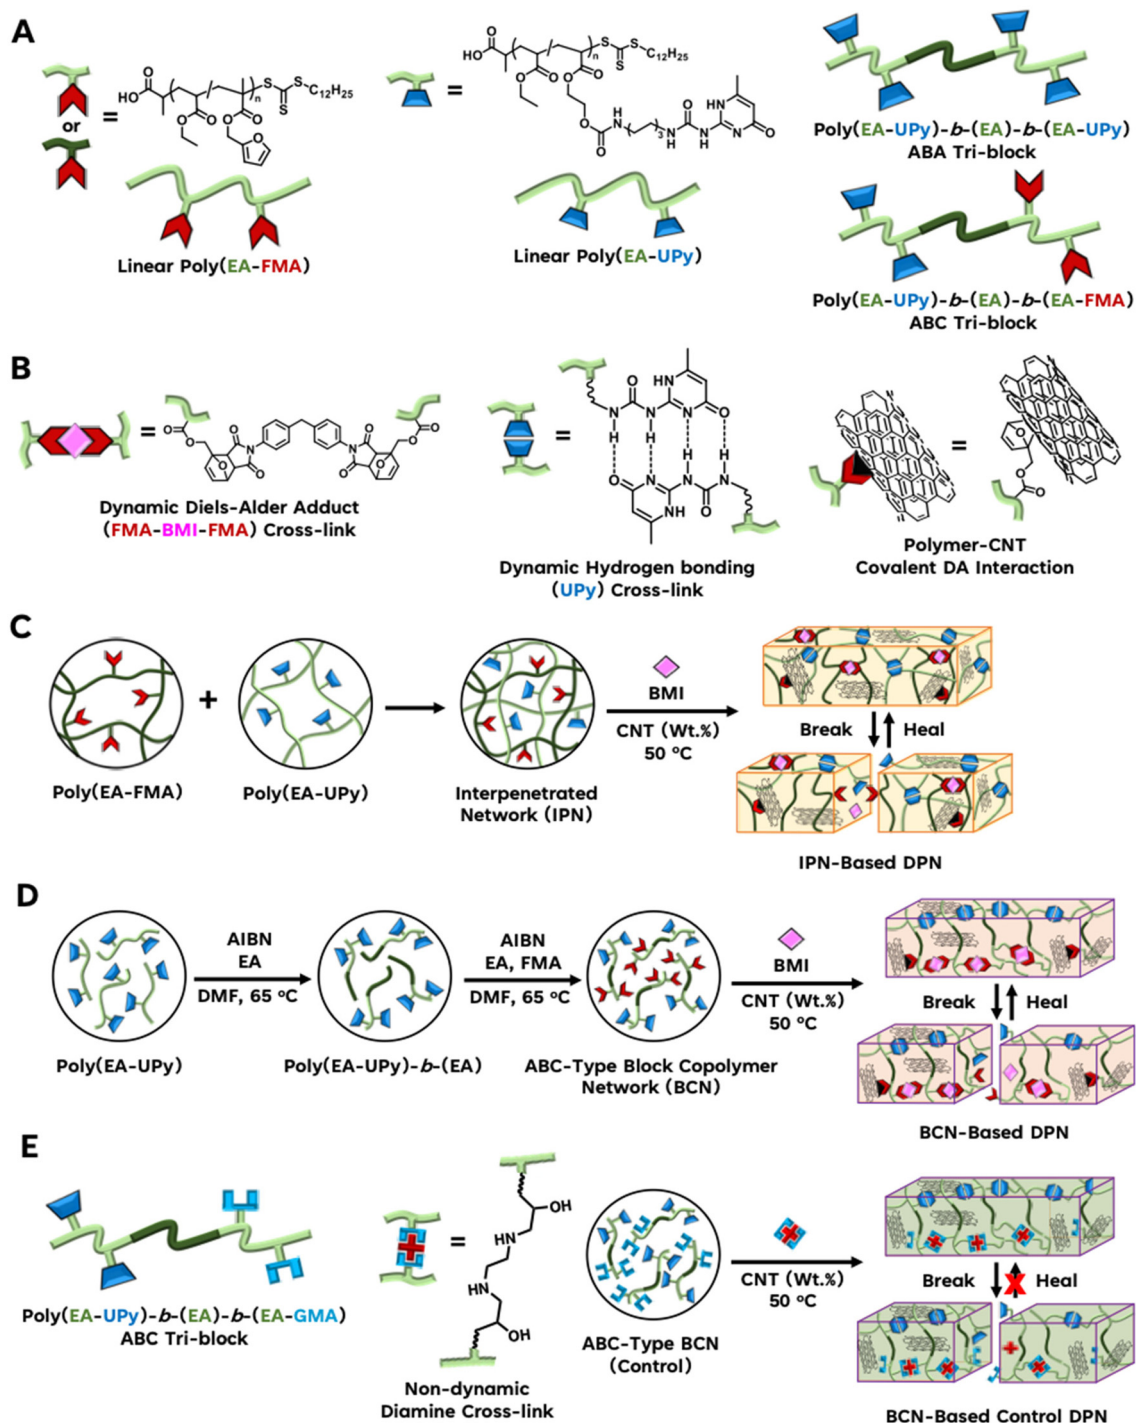 A
or
=
HO
O
O
O
O
O
O
n
S
S
S
C12H25
Linear Poly(EA-FMA)
=
HO
O
O
O
O
O
n
S
S
S
C12H25
O
O
N
H
3
N
H
O
N
H
N
HN
O
Linear Poly(EA-UPy)
Poly(EA-UPy)-b-(EA)-b-(EA-UPy)
ABA Tri-block
Poly(EA-UPy)-b-(EA)-b-(EA-FMA)
ABC Tri-block
B
=
O
O
O
O
N
O
O
N
O
O
O
O
Dynamic Diels-Alder Adduct
(FMA-BMI-FMA) Cross-link
=
HN
O
N
N
N
O
H
H
H
H
O
N
N
O
N
NH
Dynamic Hydrogen bonding
(UPy) Cross-link
=
O
O
O
Polymer-CNT
Covalent DA Interaction
C
+
Poly(EA-FMA)
Poly(EA-UPy)
Interpenetrated
Network (IPN)
BMI
CNT (Wt.%)
50 °C
Break
Heal
IPN-Based DPN
D
Poly(EA-UPy)
AIBN
EA
DMF, 65 °C
Poly(EA-UPy)-b-(EA)
AIBN
EA, FMA
DMF, 65 °C
ABC-Type Block Copolymer
Network (BCN)
BMI
CNT (Wt.%)
50 °C
Break
Heal
BCN-Based DPN
E
Poly(EA-UPy)-b-(EA)-b-(EA-GMA)
ABC Tri-block
=
OH
HN
HN
OH
Non-dynamic
Diamine Cross-link
ABC-Type BCN
(Control)
CNT (Wt.%)
50 °C
Break
Heal
BCN-Based Control DPN